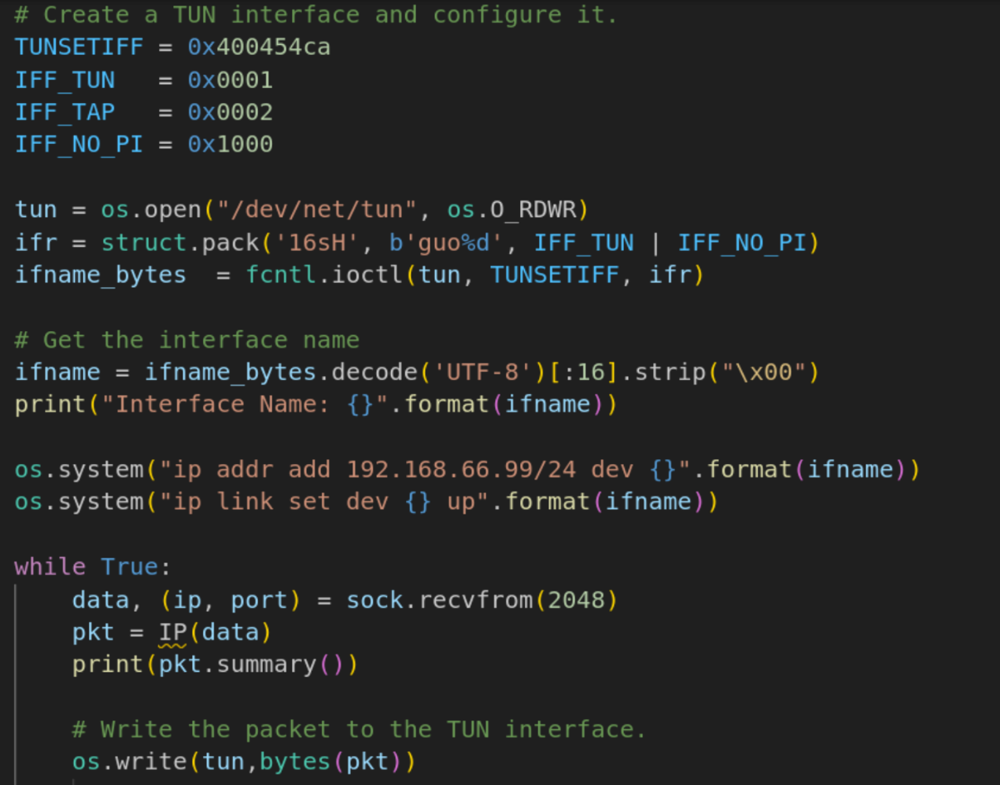 # Create a TUN interface and configure it.
TUNSETIFF = 0x400454ca
IFF_TUN   = 0x0001
IFF_TAP   = 0x0002
IFF_NO_PI = 0x1000

tun = os.open("/dev/net/tun", os.O_RDWR)
ifr = struct.pack('16sH', b'guo%d', IFF_TUN | IFF_NO_PI)
ifname_bytes  = fcntl.ioctl(tun, TUNSETIFF, ifr)

# Get the interface name
ifname = ifname_bytes.decode('UTF-8')[:16].strip("\x00")
print("Interface Name: {}".format(ifname))

os.system("ip addr add 192.168.66.99/24 dev {}".format(ifname))
os.system("ip link set dev {} up".format(ifname))

while True:
    data, (ip, port) = sock.recvfrom(2048)
    pkt = IP(data)
    print(pkt.summary())

    # Write the packet to the TUN interface.
    os.write(tun,bytes(pkt))